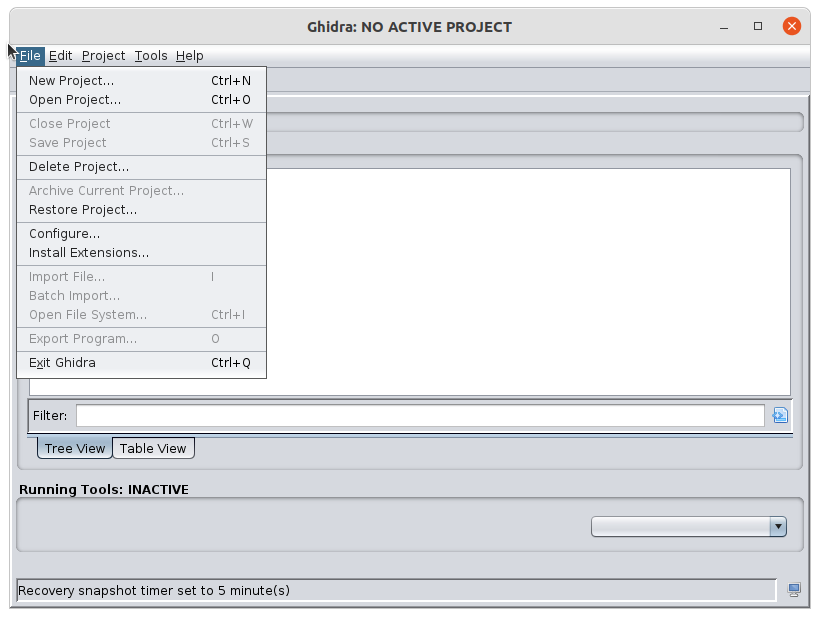 Ghidra: NO ACTIVE PROJECT
File Edit Project Tools Help
New Project... Ctrl+N
Open Project... Ctrl+O
Close Project Ctrl+W
Save Project Ctrl+S
Delete Project...
Archive Current Project...
Restore Project...
Configure...
Install Extensions...
Import File... I
Batch Import...
Open File System... Ctrl+I
Export Program... O
Exit Ghidra Ctrl+Q
Filter:
Tree View Table View
Running Tools: INACTIVE
Recovery snapshot timer set to 5 minute(s)